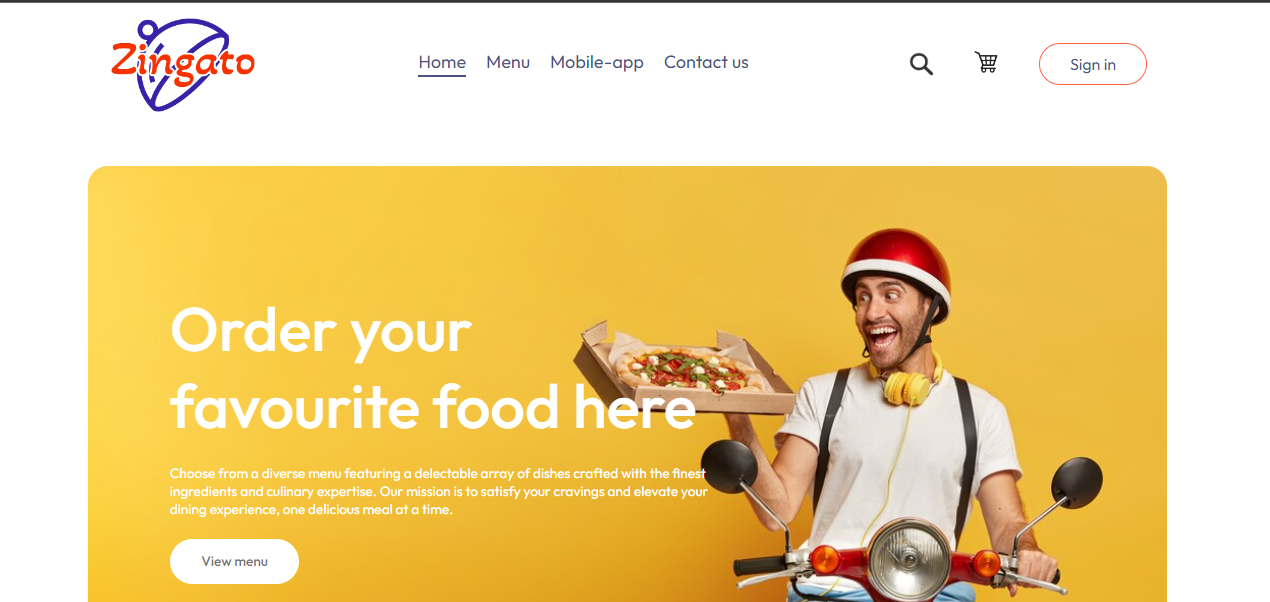 Zingato
Home Menu Mobile-app Contact us
Sign in
Order your
favourite food here
Choose from a diverse menu featuring a delectable array of dishes crafted with the finest
ingredients and culinary expertise. Our mission is to satisfy your cravings and elevate your
dining experience, one delicious meal at a time.
View menu